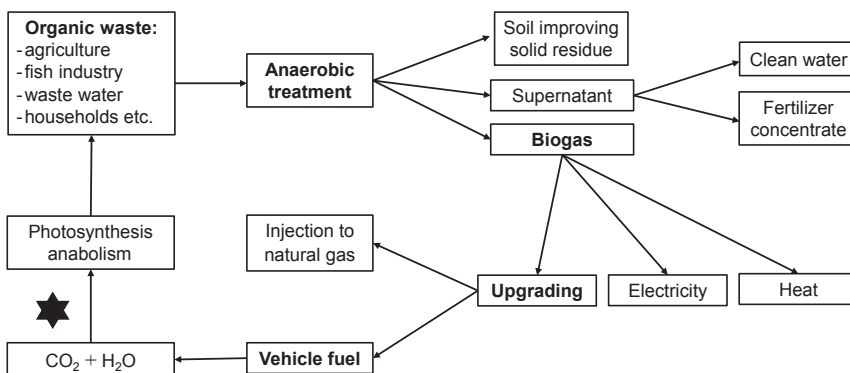 Organic waste:
-agriculture
-fish industry
-waste water
-households etc.
Anaerobic
treatment
Soil improving
solid residue
Supernatant
Biogas
Clean water
Fertilizer
concentrate
Photosynthesis
anabolism
Injection to
natural gas
Upgrading
Electricity
Heat
CO₂ + H₂O
Vehicle fuel